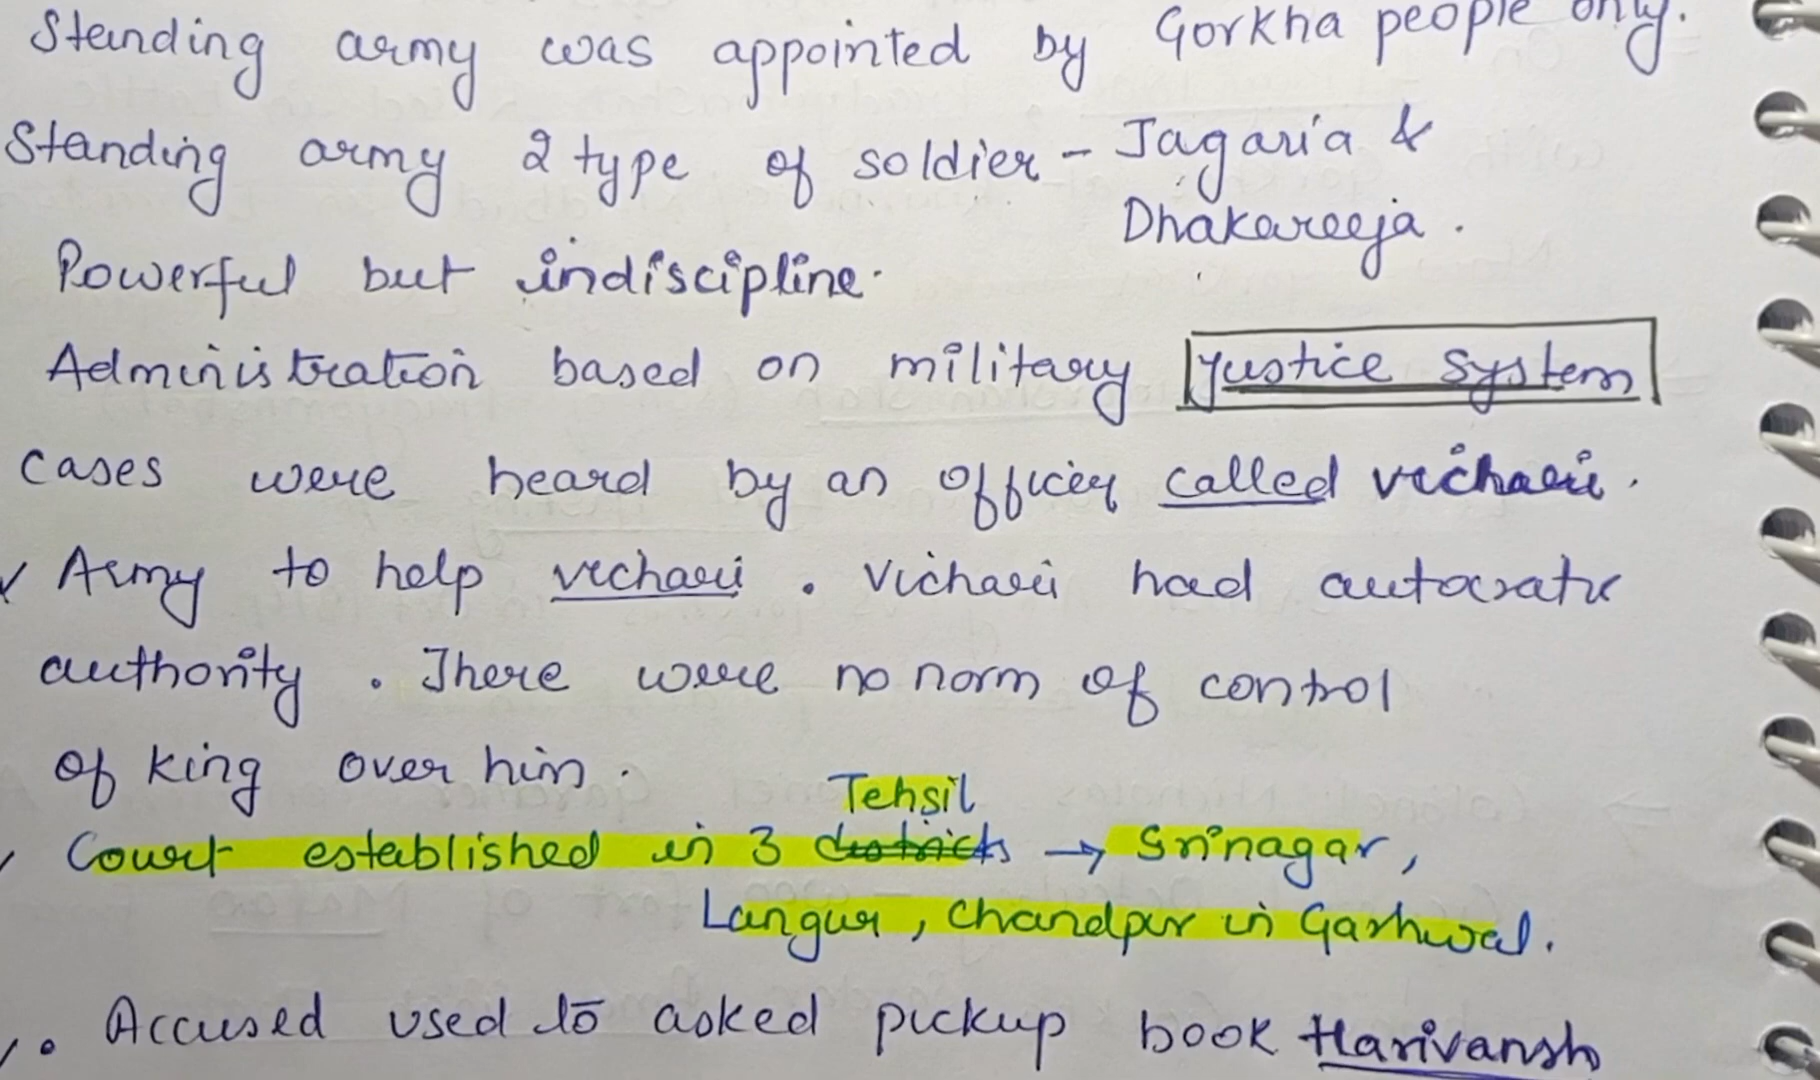 Standing army was appointed by Gorkha people only.
Standing army 2 type of soldier - Jagaria &
Dhakareeja.
Powerful but indiscipline.
Administration based on military justice system
Cases were heard by an officer called vichari.
Army to help vichari. Vichari had autocratic
authority. There were no norm of control
of king over him.
Tehsil
Court established in 3 districts → Srinagar,
Langur, Chandpur in Garhwal.
• Accused used to asked pickup book Harivansh